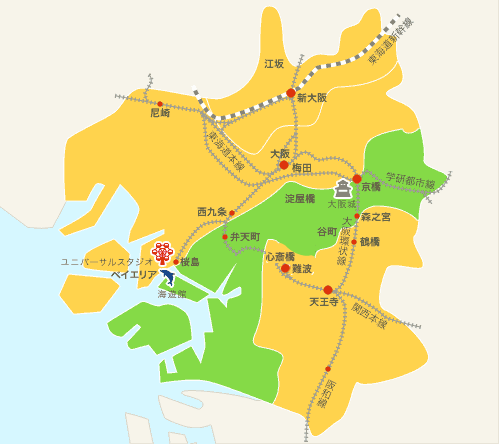 東海道新幹線
江坂
新大阪
尼崎
東海道本線
大阪
梅田
京橋
学研都市線
淀屋橋
大阪城
西九条
森之宮
弁天町
谷町
大阪環状線
鶴橋
心斎橋
難波
ユニバーサルスタジオ
桜島
ベイエリア
海遊館
天王寺
関西本線
阪和線